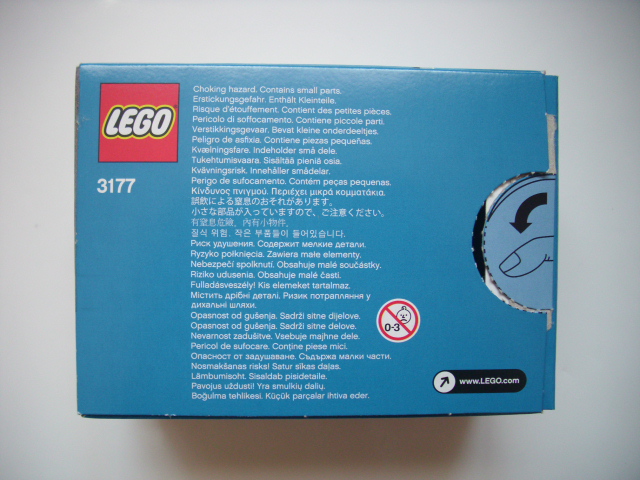 LEGO
3177
Choking hazard. Contains small parts.
Erstickungsgefahr. Enthält Kleinteile.
Risque d'étouffement. Contient des petites pièces.
Pericolo di soffocamento. Contiene piccole parti.
Verstikkingsgevaar. Bevat kleine onderdeeltjes.
Peligro de asfixia. Contiene piezas pequeñas.
Kvælningsfare. Indeholder små dele.
Tukehtumisvaara. Sisältää pieniä osia.
Kvävningsrisk. Innehåller smådelar.
Perigo de sufocamento. Contém peças pequenas.
Κίνδυνος πνιγμού. Περιέχει μικρά κομματάκια.
誤飲による窒息のおそれがあります。
小さな部品が入っていますので、ご注意ください。
有窒息危險, 內有小物件.
질식 위험. 작은 부품들이 들어있습니다.
Риск удушения. Содержит мелкие детали.
Ryzyko połknięcia. Zawiera małe elementy.
Nebezpečí spolknutí. Obsahuje malé součástky.
Riziko udusenia. Obsahuje malé časti.
Fulladásveszély! Kis elemeket tartalmaz.
Містить дрібні деталі. Ризик потрапляння у
дихальні шляхи.
Opasnost od gušenja. Sadrži sitne dijelove.
Opasnost od gušenja. Sadrži sitne delove.
Nevarnost zadušitve. Vsebuje majhne dele.
Pericol de sufocare. Conține piese mici.
Опасност от задушаване. Съдържа малки части.
Nosmakšanas risks! Satur sīkas daļas.
Lämbumisoht. Sisaldab pisidetaile.
Pavojus uždusti! Yra smulkių dalių.
Boğulma tehlikesi. Küçük parçalar ihtiva eder.
0-3
www.LEGO.com